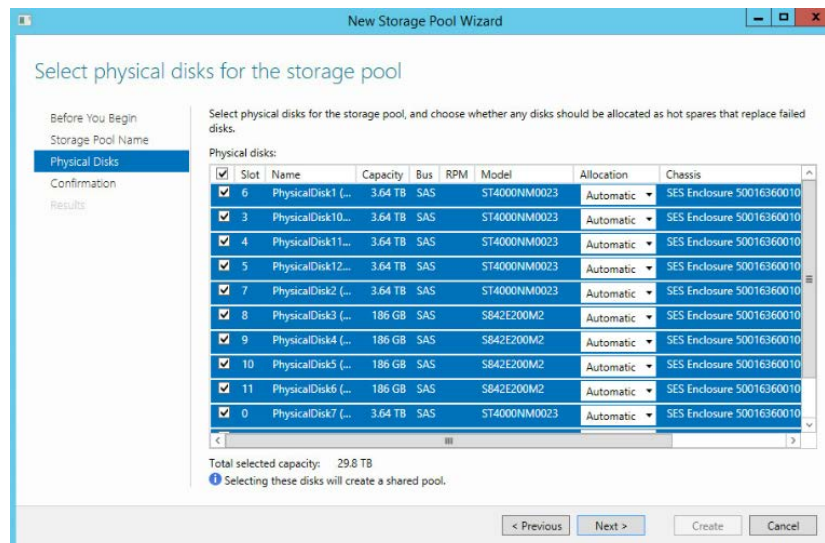 New Storage Pool Wizard
Select physical disks for the storage pool
Before You Begin
Storage Pool Name
Physical Disks
Confirmation
Results
Select physical disks for the storage pool, and choose whether any disks should be allocated as hot spares that replace failed
disks.
Physical disks:
Slot Name Capacity Bus RPM Model Allocation Chassis
6 PhysicalDisk1 (... 3.64 TB SAS ST4000NM0023 Automatic SES Enclosure 50016360010
3 PhysicalDisk10... 3.64 TB SAS ST4000NM0023 Automatic SES Enclosure 50016360010
4 PhysicalDisk11... 3.64 TB SAS ST4000NM0023 Automatic SES Enclosure 50016360010
5 PhysicalDisk12... 3.64 TB SAS ST4000NM0023 Automatic SES Enclosure 50016360010
7 PhysicalDisk2 (... 3.64 TB SAS ST4000NM0023 Automatic SES Enclosure 50016360010
8 PhysicalDisk3 (... 186 GB SAS S842E200M2 Automatic SES Enclosure 50016360010
9 PhysicalDisk4 (... 186 GB SAS S842E200M2 Automatic SES Enclosure 50016360010
10 PhysicalDisk5 (... 186 GB SAS S842E200M2 Automatic SES Enclosure 50016360010
11 PhysicalDisk6 (... 186 GB SAS S842E200M2 Automatic SES Enclosure 50016360010
0 PhysicalDisk7 (... 3.64 TB SAS ST4000NM0023 Automatic SES Enclosure 50016360010
Total selected capacity: 29.8 TB
Selecting these disks will create a shared pool.
< Previous Next > Create Cancel